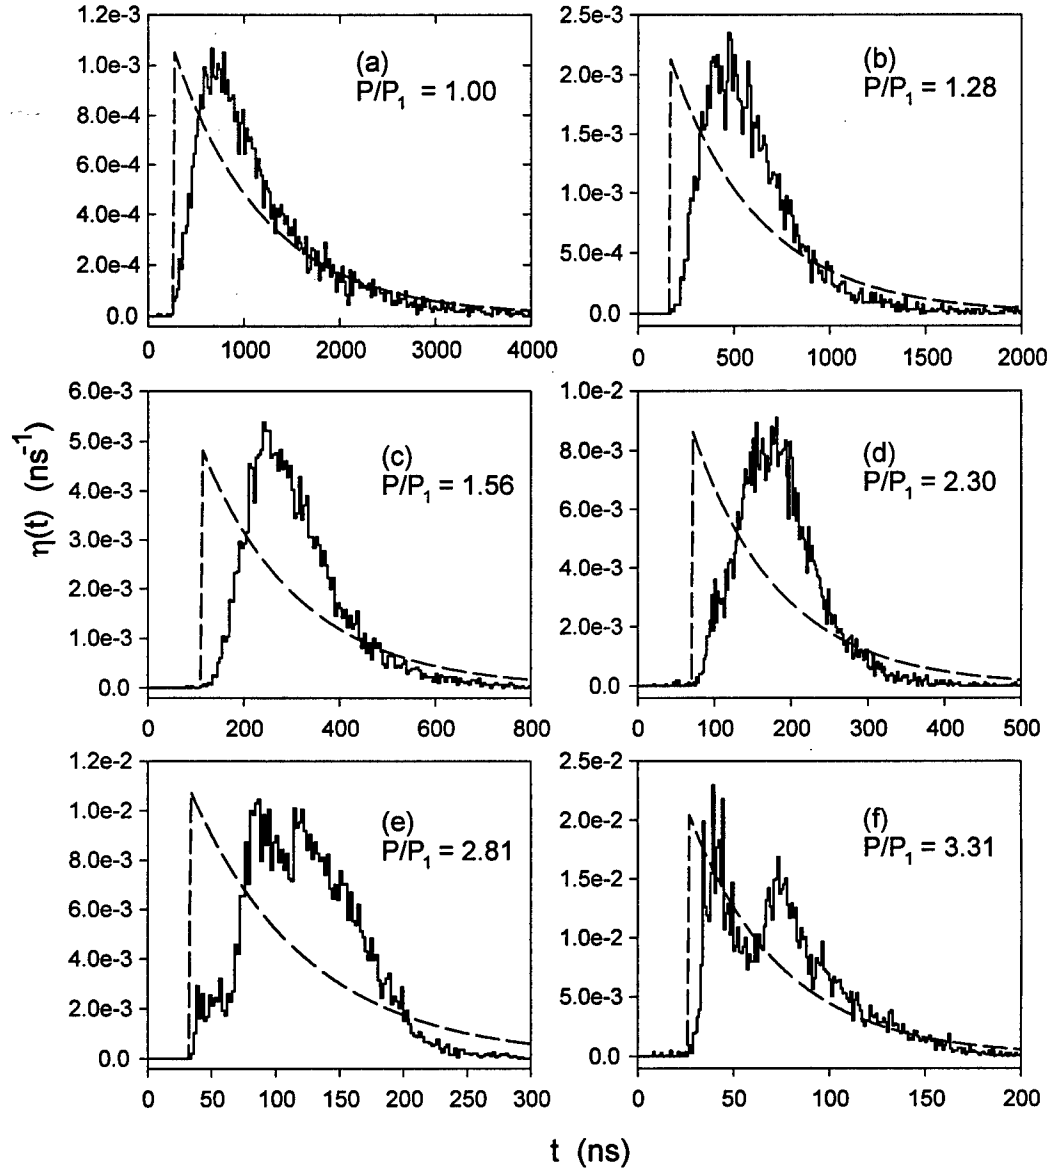 1.2e-3
1.0e-3
8.0e-4
6.0e-4
4.0e-4
2.0e-4
0.0
(a)
P/P1 = 1.00
0 1000 2000 3000 4000
2.5e-3
2.0e-3
1.5e-3
1.0e-3
5.0e-4
0.0
(b)
P/P1 = 1.28
0 500 1000 1500 2000
6.0e-3
5.0e-3
4.0e-3
3.0e-3
2.0e-3
1.0e-3
0.0
(c)
P/P1 = 1.56
0 200 400 600 800
1.0e-2
8.0e-3
6.0e-3
4.0e-3
2.0e-3
0.0
(d)
P/P1 = 2.30
0 100 200 300 400 500
η(t) (ns-1)
1.2e-2
1.0e-2
8.0e-3
6.0e-3
4.0e-3
2.0e-3
0.0
(e)
P/P1 = 2.81
0 50 100 150 200 250 300
2.5e-2
2.0e-2
1.5e-2
1.0e-2
5.0e-3
0.0
(f)
P/P1 = 3.31
0 50 100 150 200
t (ns)